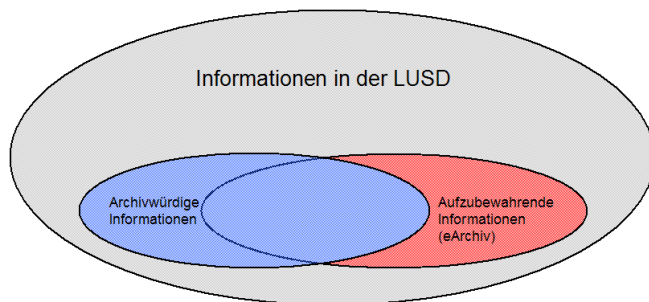 Informationen in der LUSD
Archivwürdige
Informationen
Aufzubewahrende
Informationen
(eArchiv)